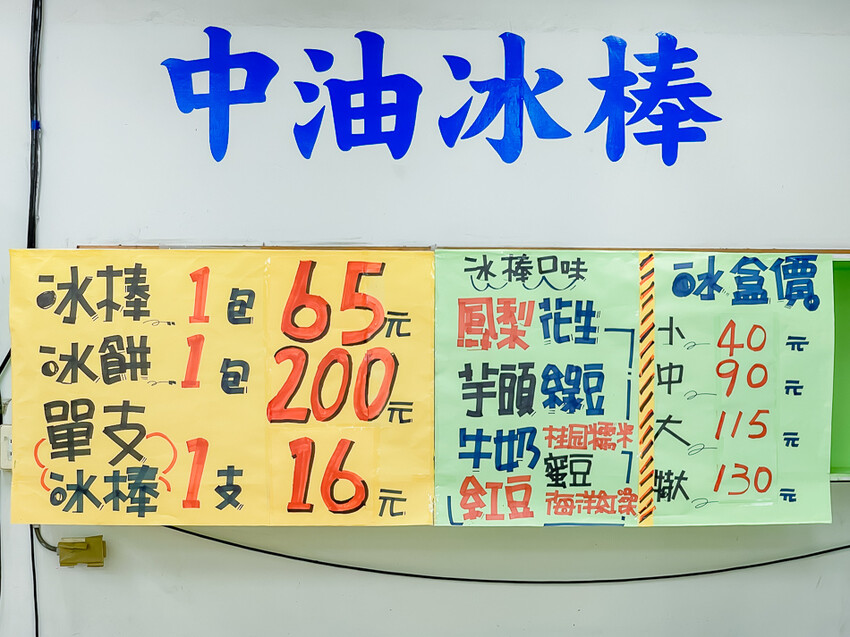 中油冰棒
冰棒 1包 65元
冰餅 1包 200元
單支
冰棒 1支 16元
冰棒口味
鳳梨 花生
芋頭 綠豆
牛奶 桂圓糯米
蜜豆
紅豆 海洋紅藻
冰盒價
小 40元
中 90元
大 115元
特大 130元